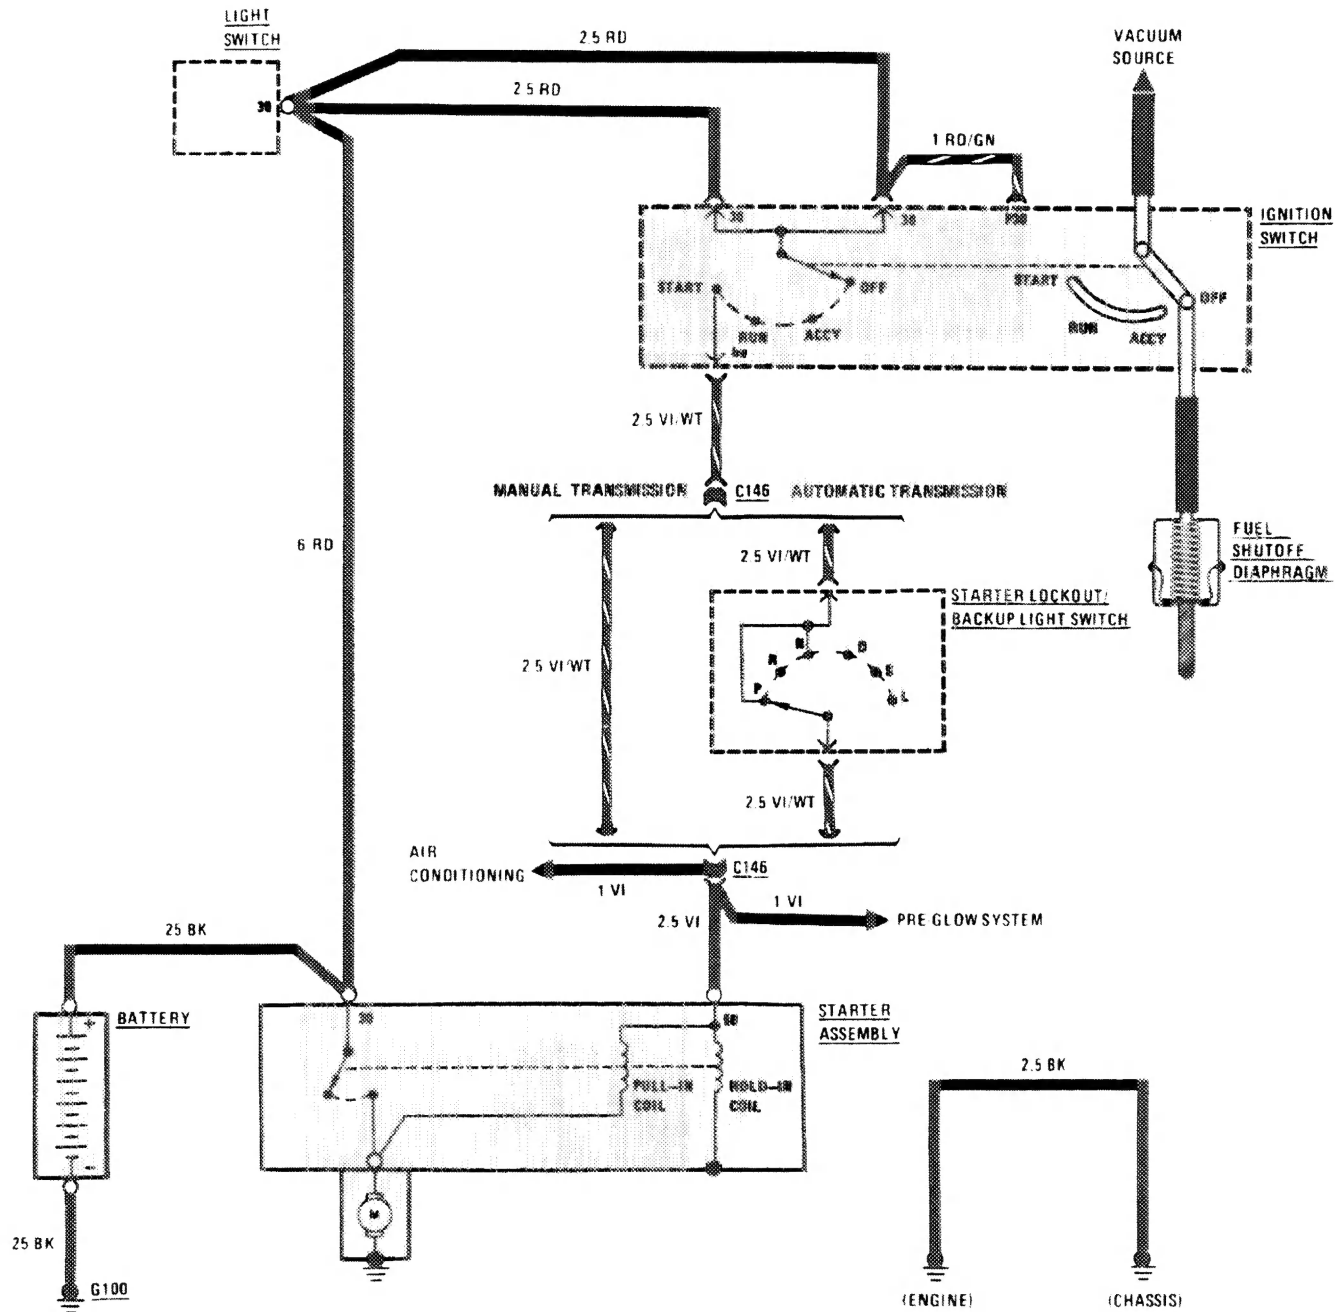 LIGHT
SWITCH
30
2.5 RD
2.5 RD
VACUUM
SOURCE
1 RD/GN
30
30
P30
IGNITION
SWITCH
START
OFF
RUN
ACCY
START
OFF
RUN
ACCY
2.5 VI/WT
MANUAL TRANSMISSION
C146
AUTOMATIC TRANSMISSION
6 RD
2.5 VI/WT
FUEL
SHUTOFF
DIAPHRAGM
STARTER LOCKOUT/
BACKUP LIGHT SWITCH
N
D
R
S
P
L
2.5 VI/WT
2.5 VI/WT
AIR
CONDITIONING
C146
1 VI
1 VI
2.5 VI
PRE GLOW SYSTEM
25 BK
BATTERY
+
-
30
STARTER
ASSEMBLY
PULL-IN
COIL
HOLD-IN
COIL
M
2.5 BK
25 BK
G100
(ENGINE)
(CHASSIS)